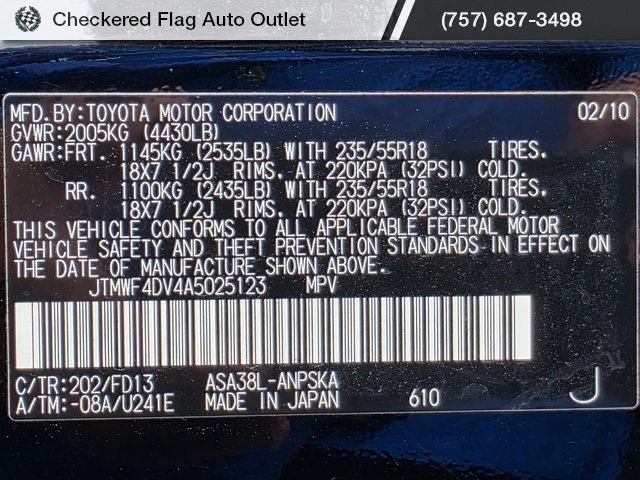 Checkered Flag Auto Outlet
(757) 687-3498
MFD.BY:TOYOTA MOTOR CORPORATION 02/10
GVWR:2005KG (4430LB)
GAWR:FRT. 1145KG (2535LB) WITH 235/55R18 TIRES.
18X7 1/2J RIMS. AT 220KPA (32PSI) COLD.
RR. 1100KG (2435LB) WITH 235/55R18 TIRES.
18X7 1/2J RIMS. AT 220KPA (32PSI) COLD.
THIS VEHICLE CONFORMS TO ALL APPLICABLE FEDERAL MOTOR
VEHICLE SAFETY AND THEFT PREVENTION STANDARDS IN EFFECT ON
THE DATE OF MANUFACTURE SHOWN ABOVE.
JTMWF4DV4A5025123 MPV
C/TR:202/FD13 ASA38L-ANPSKA
A/TM:-08A/U241E MADE IN JAPAN 610 J